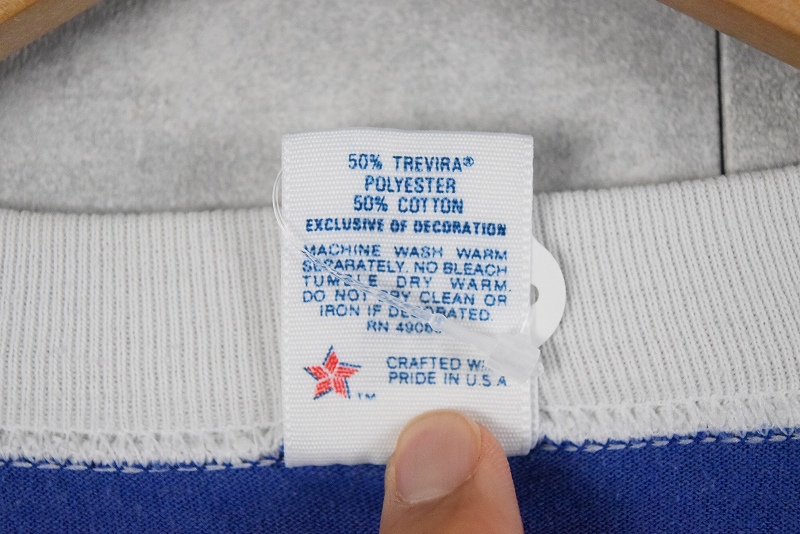 50% TREVIRA®
POLYESTER
50% COTTON
EXCLUSIVE OF DECORATION
MACHINE WASH WARM
SEPARATELY. NO BLEACH
TUMBLE DRY WARM.
DO NOT DRY CLEAN OR
IRON IF DECORATED.
RN
CRAFTED
PRIDE IN U.S.A
TM